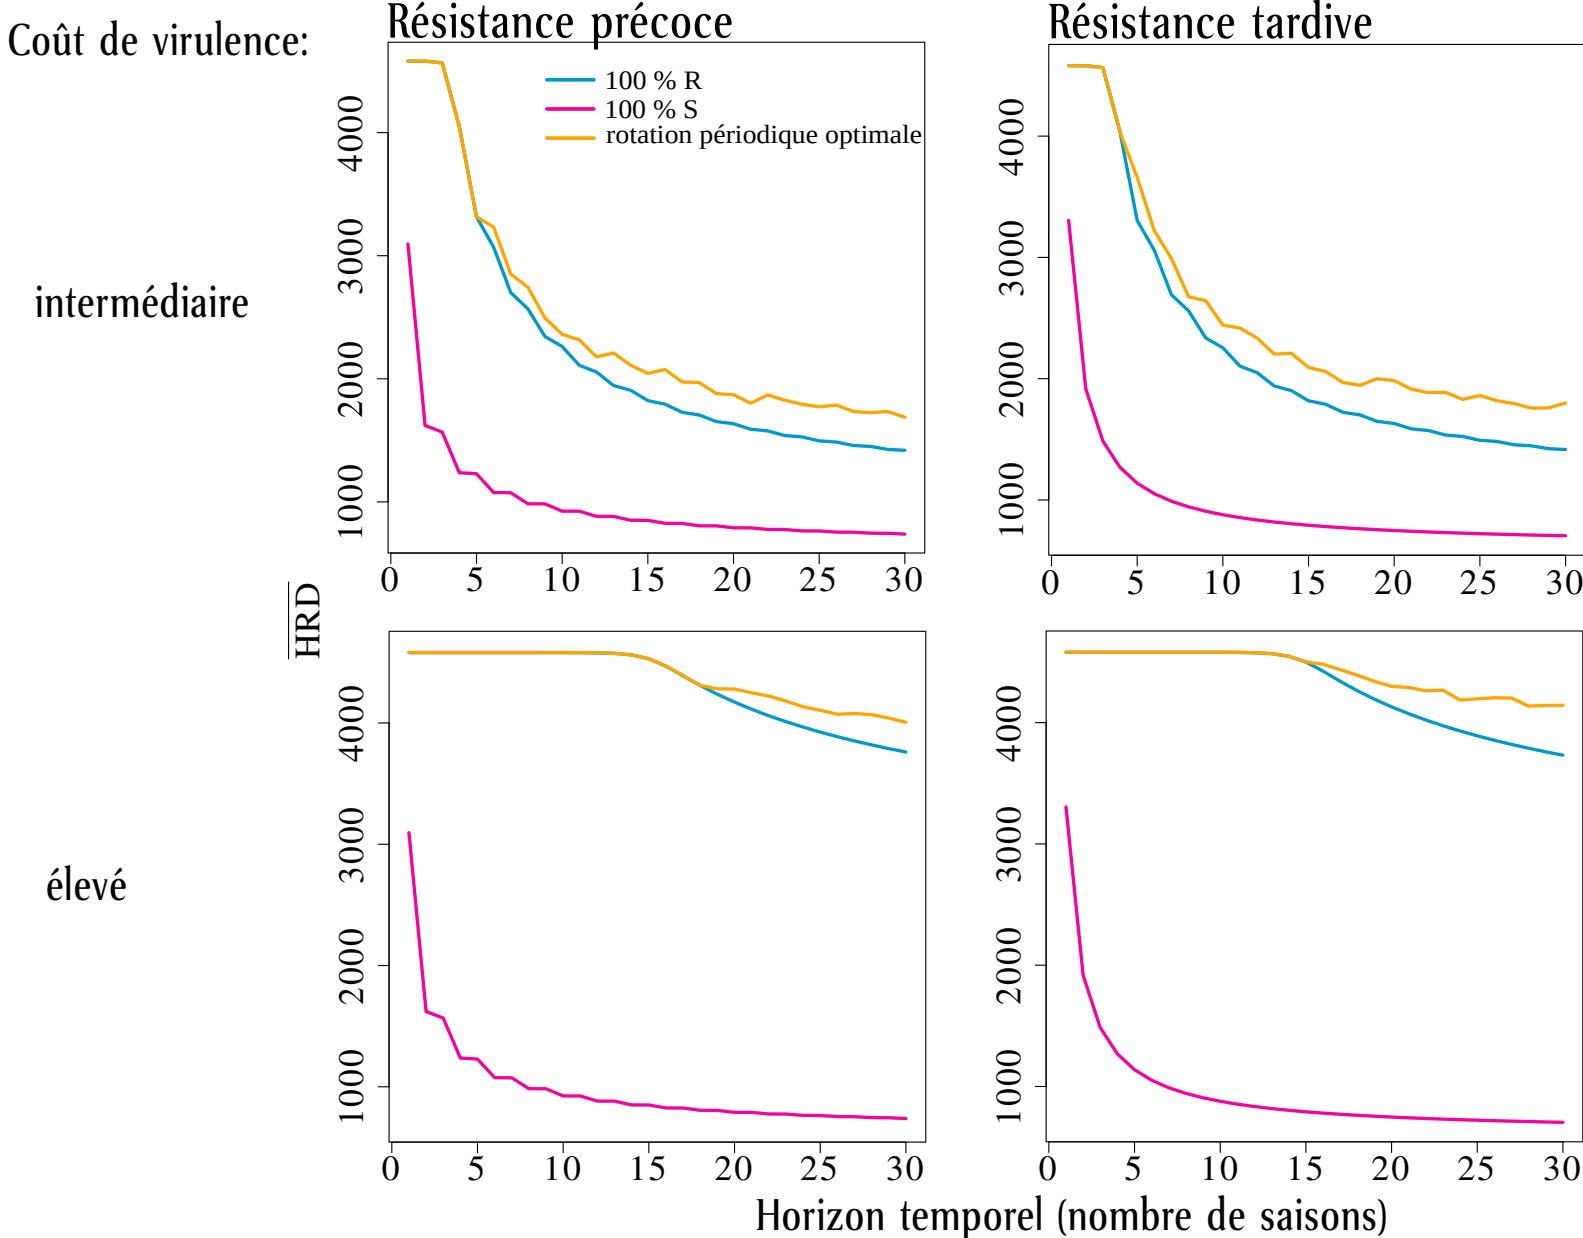 Coût de virulence:
Résistance précoce
Résistance tardive
100 % R
100 % S
rotation périodique optimale
intermédiaire
4000
3000
2000
1000
0 5 10 15 20 25 30
4000
3000
2000
1000
0 5 10 15 20 25 30
HRD
élevé
4000
3000
2000
1000
0 5 10 15 20 25 30
4000
3000
2000
1000
0 5 10 15 20 25 30
Horizon temporel (nombre de saisons)